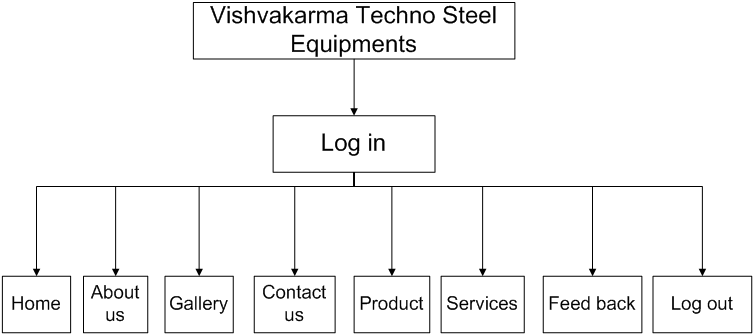 Vishvakarma Techno Steel
Equipments
Log in
Home
About
us
Gallery
Contact
us
Product
Services
Feed back
Log out